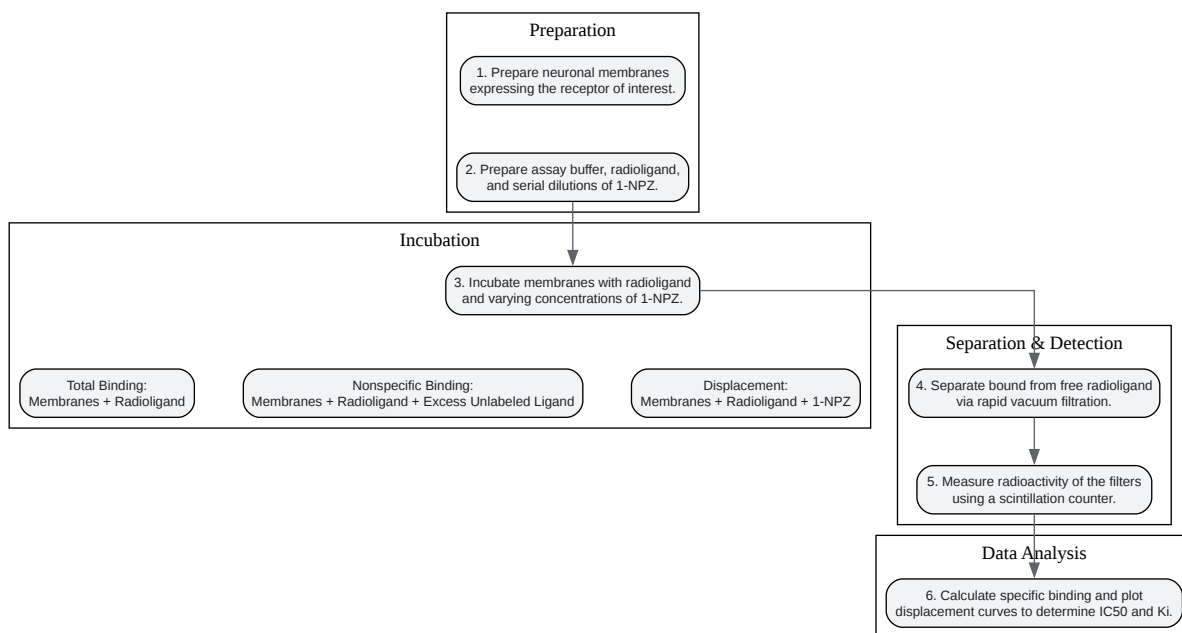 Preparation
1. Prepare neuronal membranes
expressing the receptor of interest.
2. Prepare assay buffer, radioligand,
and serial dilutions of 1-NPZ.
Incubation
3. Incubate membranes with radioligand
and varying concentrations of 1-NPZ.
Total Binding:
Membranes + Radioligand
Nonspecific Binding:
Membranes + Radioligand + Excess Unlabeled Ligand
Displacement:
Membranes + Radioligand + 1-NPZ
Separation & Detection
4. Separate bound from free radioligand
via rapid vacuum filtration.
5. Measure radioactivity of the filters
using a scintillation counter.
Data Analysis
6. Calculate specific binding and plot
displacement curves to determine IC50 and Ki.